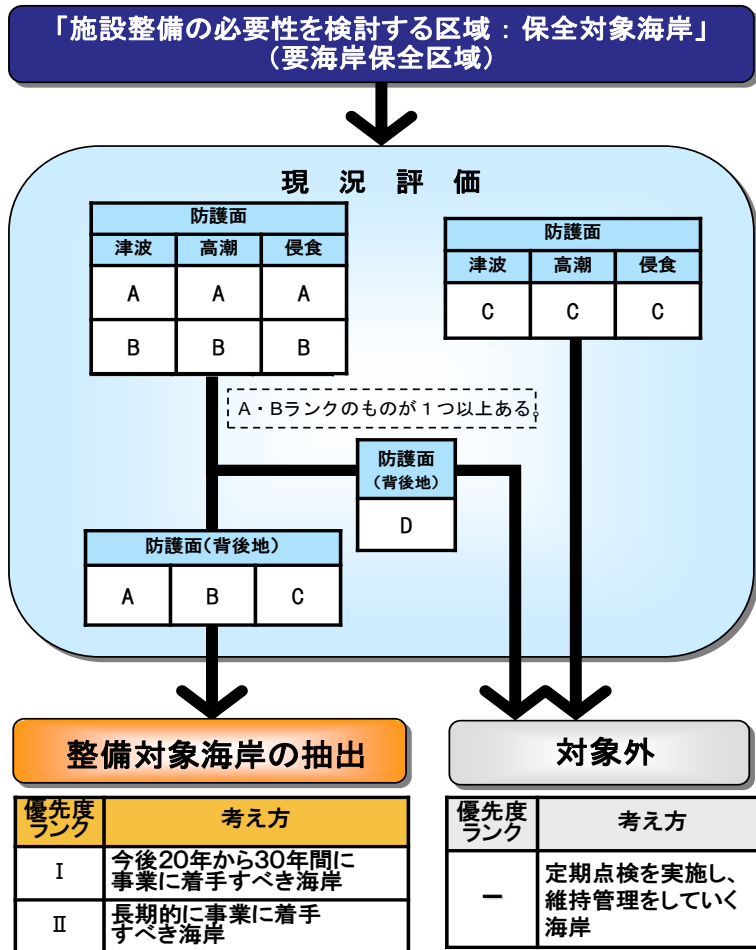 「施設整備の必要性を検討する区域：保全対象海岸」
（要海岸保全区域）
現 況 評 価
防護面
津波 高潮 侵食
A A A
B B B
防護面
津波 高潮 侵食
C C C
A・Bランクのものが１つ以上ある。
防護面
（背後地）
D
防護面（背後地）
A B C
整備対象海岸の抽出
優先度
ランク
考え方
Ⅰ
今後20年から30年間に
事業に着手すべき海岸
Ⅱ
長期的に事業に着手
すべき海岸
対象外
優先度
ランク
考え方
－
定期点検を実施し、
維持管理をしていく
海岸